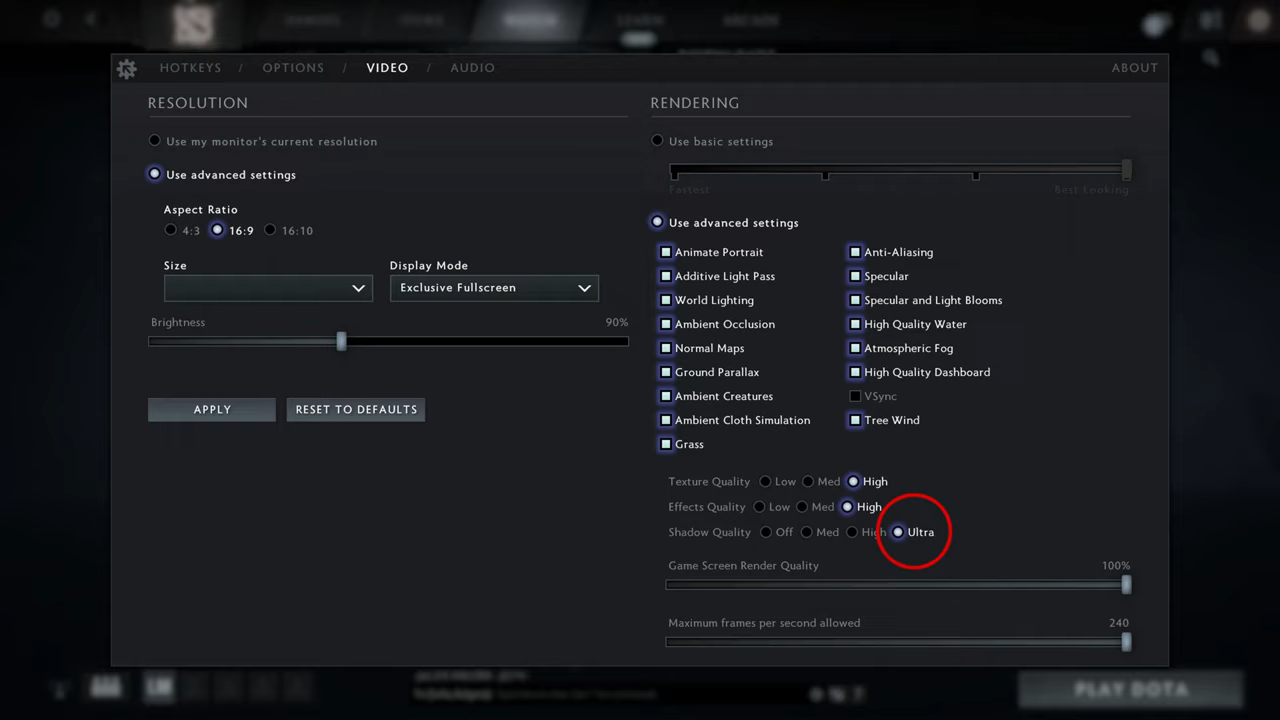 HOTKEYS / OPTIONS / VIDEO / AUDIO ABOUT
RESOLUTION
Use my monitor's current resolution
Use advanced settings
Aspect Ratio
4:3 16:9 16:10
Size Display Mode
Exclusive Fullscreen
Brightness 90%
APPLY RESET TO DEFAULTS
RENDERING
Use basic settings
Fastest Best Looking
Use advanced settings
Animate Portrait Anti-Aliasing
Additive Light Pass Specular
World Lighting Specular and Light Blooms
Ambient Occlusion High Quality Water
Normal Maps Atmospheric Fog
Ground Parallax High Quality Dashboard
Ambient Creatures VSync
Ambient Cloth Simulation Tree Wind
Grass
Texture Quality Low Med High
Effects Quality Low Med High
Shadow Quality Off Med High Ultra
Game Screen Render Quality 100%
Maximum frames per second allowed 240
PLAY DOTA